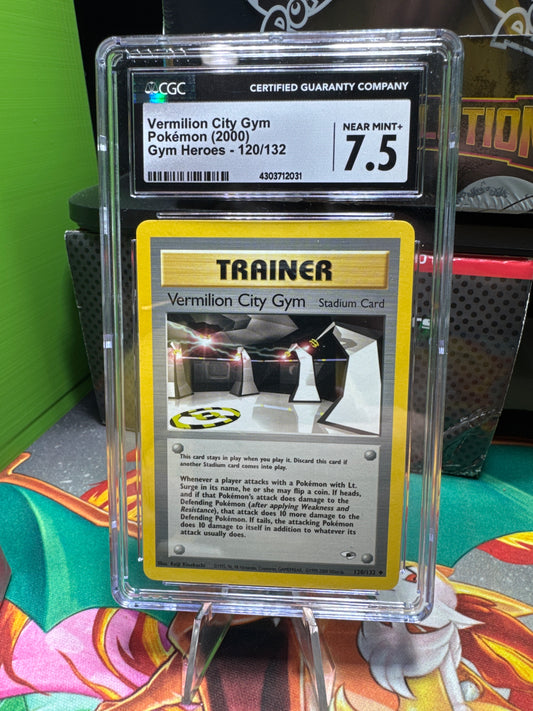 CGC
CERTIFIED GUARANTY COMPANY
Vermilion City Gym
Pokémon (2000)
Gym Heroes - 120/132
NEAR MINT+
7.5
4303712031
TRAINER
Vermilion City Gym Stadium Card
This card stays in play when you play it. Discard this card if
another Stadium card comes into play.
Whenever a player attacks with a Pokémon with Lt.
Surge in its name, he or she may flip a coin. If heads,
and if that Pokémon's attack does damage to the
Defending Pokémon (after applying Weakness and
Resistance), that attack does 10 more damage to the
Defending Pokémon. If tails, the attacking Pokémon
does 10 damage to itself in addition to whatever its
attack usually does.
Illus. Keiji Kinebuchi
120/132